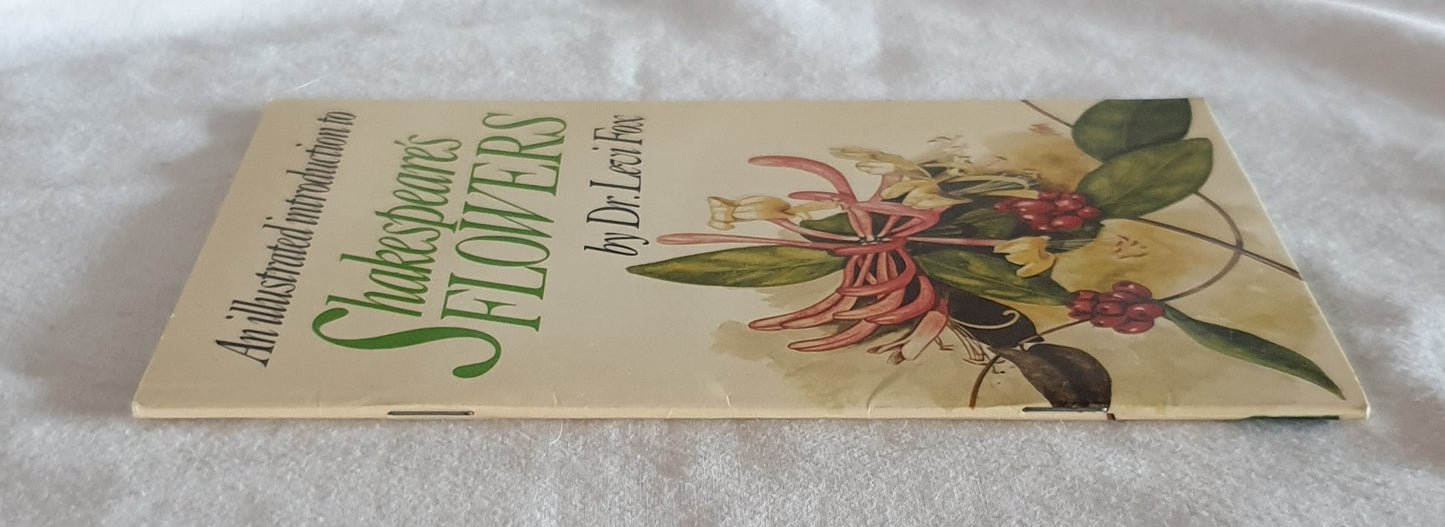 An illustrated introduction to
Shakespeare's
FLOWERS
by Dr. Levi Fox